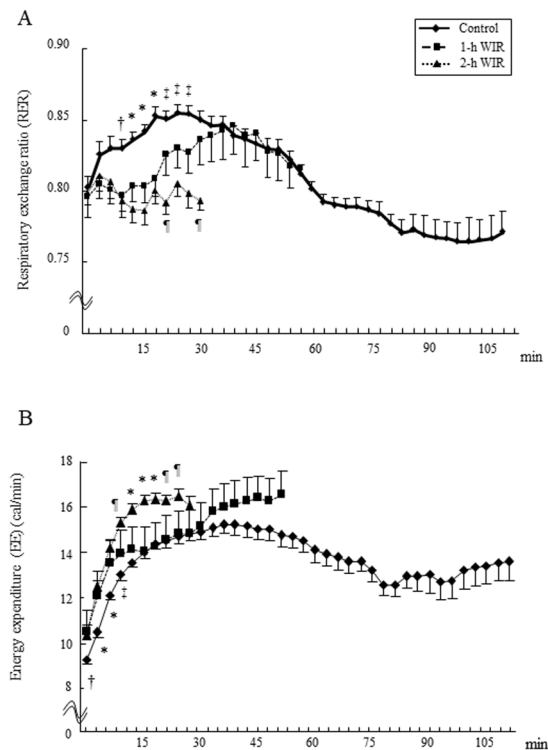 A
Control
1-h WIR
2-h WIR
Respiratory exchange ratio (RER)
0.90
0.85
0.80
0.75
0
† * * * ‡ ‡ ‡
¶ ¶
15 30 45 60 75 90 105
min
B
Energy expenditure (EE) (cal/min)
18
16
14
12
10
8
0
¶ * * * ¶ ¶
† * * ‡
15 30 45 60 75 90 105
min